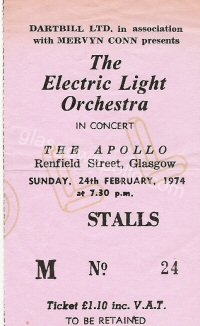 DARTBILL LTD. in association
with MERVYN CONN presents
The
Electric Light
Orchestra
IN CONCERT
THE APOLLO
Renfield Street, Glasgow
SUNDAY, 24th FEBRUARY, 1974
at 7.30 p.m.
STALLS
M No 24
Ticket £1.10 inc. V.A.T.
TO BE RETAINED